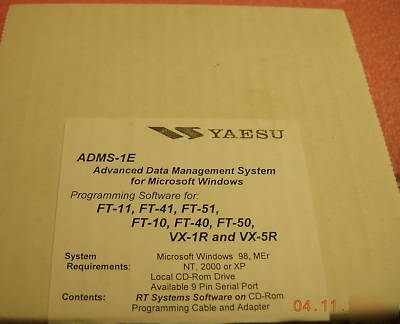 YAESU
ADMS-1E
Advanced Data Management System
for Microsoft Windows
Programming Software for:
FT-11, FT-41, FT-51,
FT-10, FT-40, FT-50,
VX-1R and VX-5R
System Microsoft Windows 98, MEr
Requirements: NT, 2000 or XP
Local CD-Rom Drive
Available 9 Pin Serial Port
Contents: RT Systems Software on CD-Rom
Programming Cable and Adapter
04.11